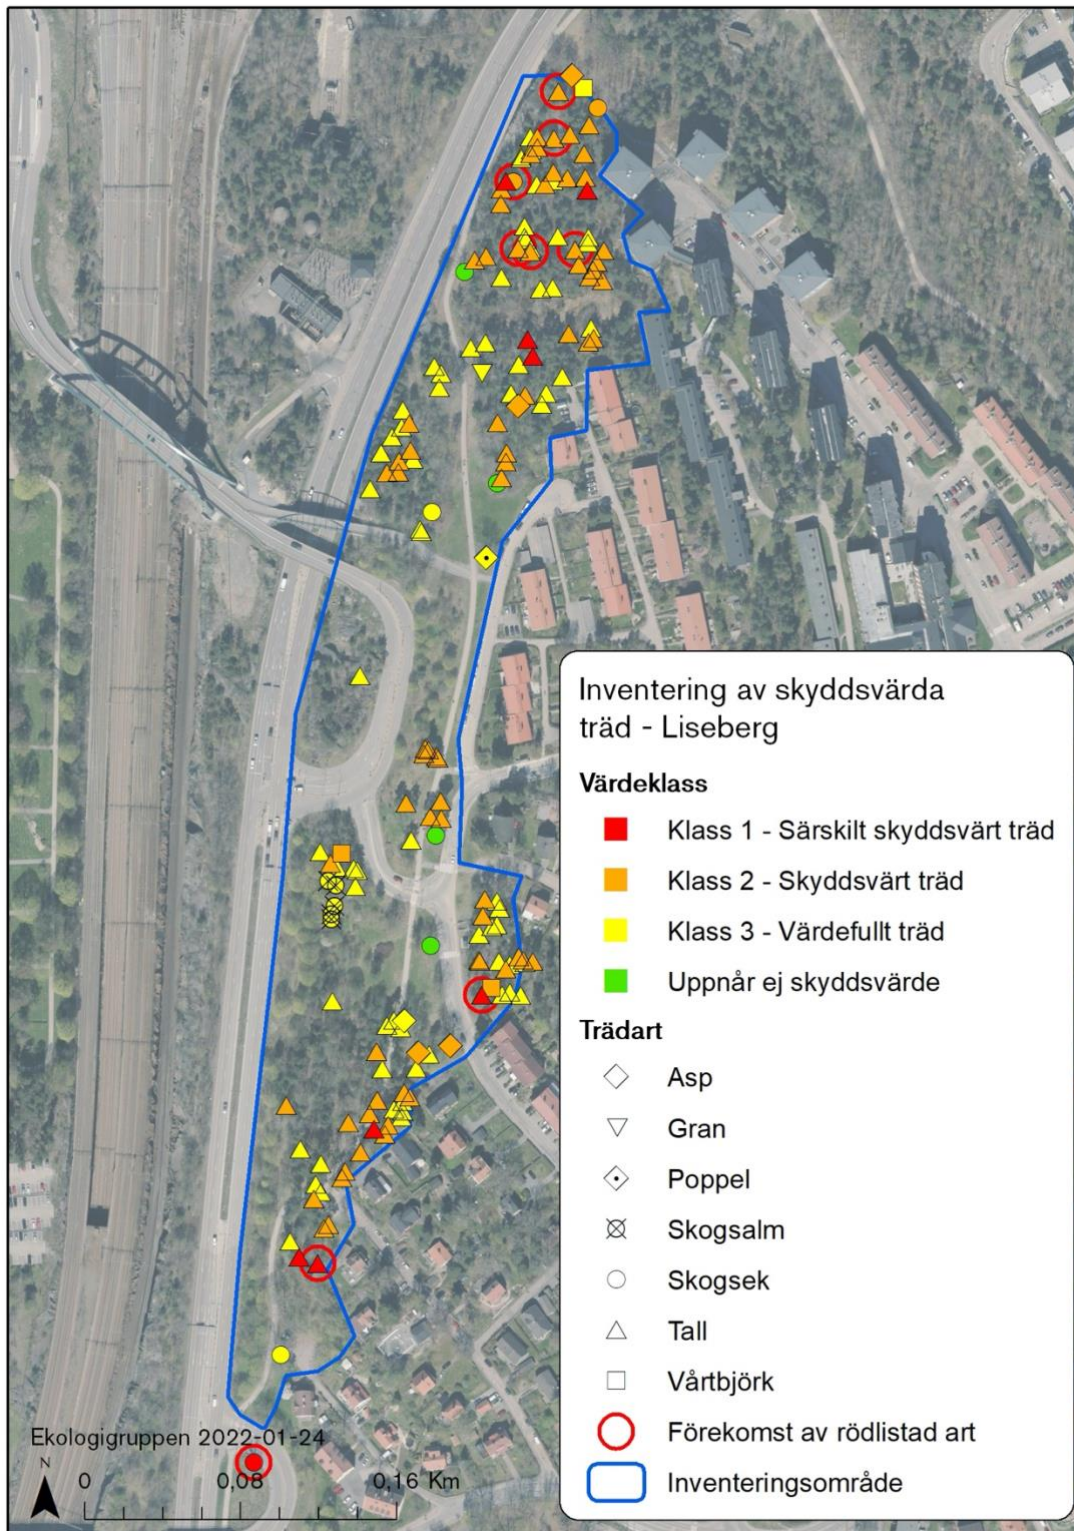 Inventering av skyddsvärda
träd - Liseberg
Värdeklass
Klass 1 - Särskilt skyddsvärt träd
Klass 2 - Skyddsvärt träd
Klass 3 - Värdefullt träd
Uppnår ej skyddsvärde
Trädart
Asp
Gran
Poppel
Skogsalm
Skogsek
Tall
Vårtbjörk
Förekomst av rödlistad art
Inventeringsområde
Ekologigruppen 2022-01-24
N
0 0,08 0,16 Km